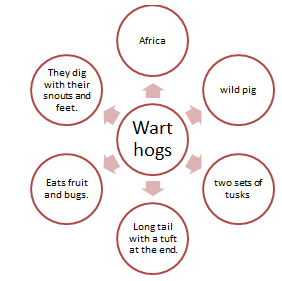 Africa
wild pig
two sets of
tusks
Long tail
with a tuft
at the end.
Eats fruit
and bugs.
They dig
with their
snouts and
feet.
Wart
hogs